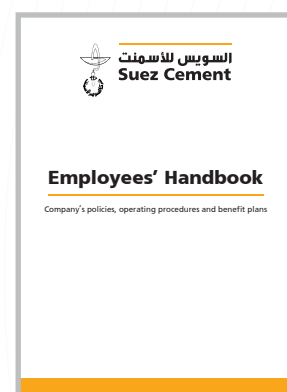 السويس للأسمنت
Suez Cement
Employees’ Handbook
Company’s policies, operating procedures and benefit plans